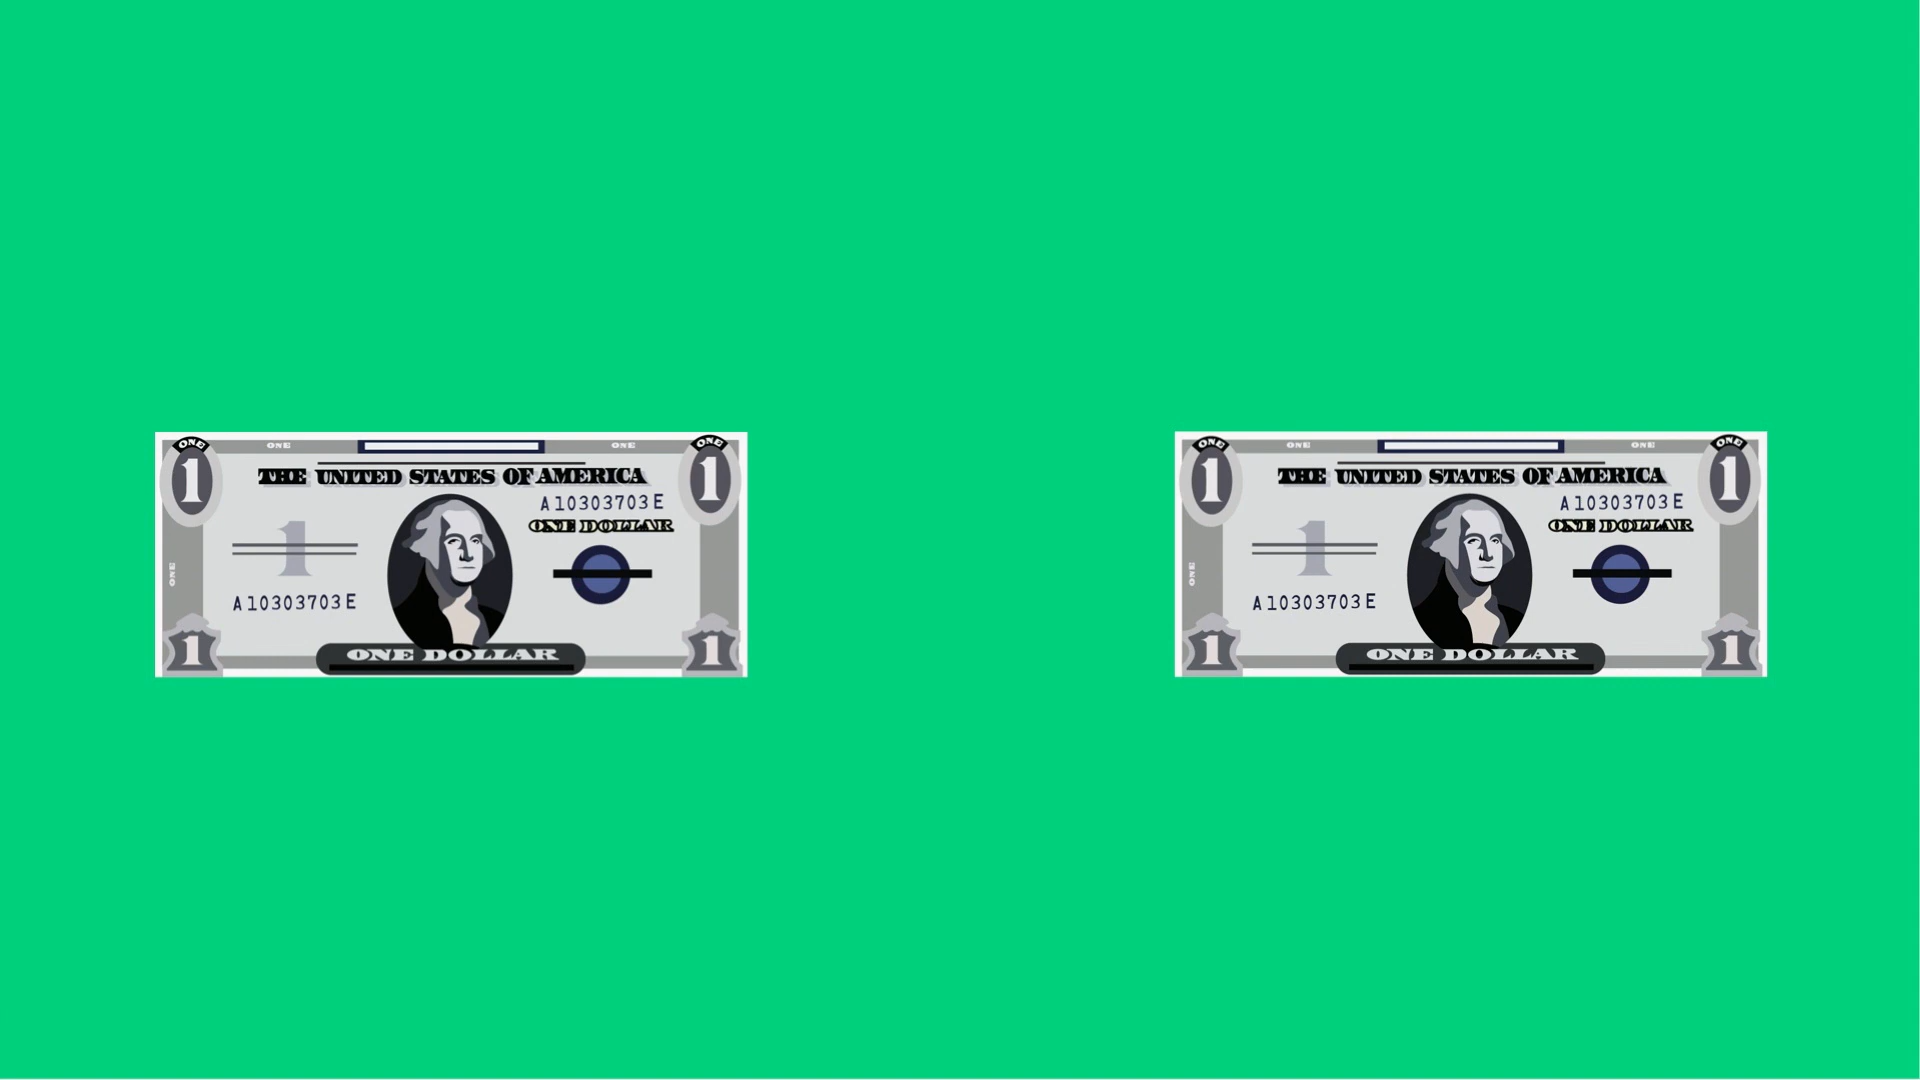 ONE ONE ONE ONE
1 1
THE UNITED STATES OF AMERICA
A10303703E
ONE DOLLAR
1
ONE
A10303703E
1 1
ONE DOLLAR
ONE ONE ONE ONE
1 1
THE UNITED STATES OF AMERICA
A10303703E
ONE DOLLAR
1
ONE
A10303703E
1 1
ONE DOLLAR